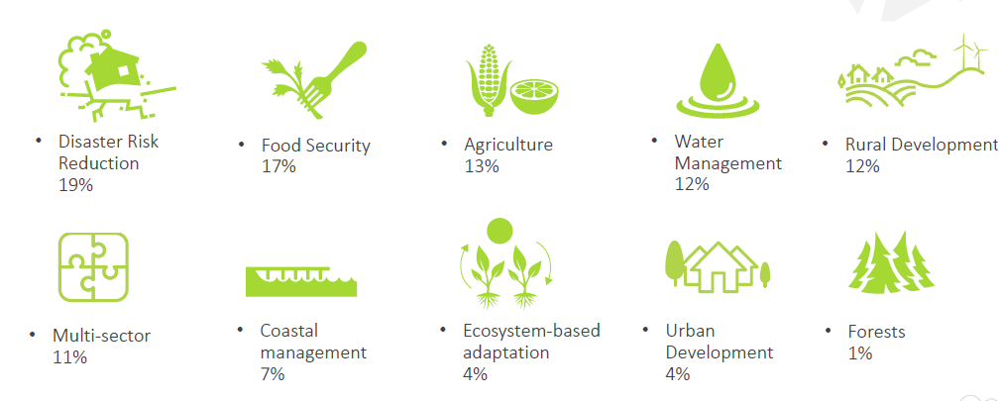 • Disaster Risk
Reduction
19%
• Food Security
17%
• Agriculture
13%
• Water
Management
12%
• Rural Development
12%
• Multi-sector
11%
• Coastal
management
7%
• Ecosystem-based
adaptation
4%
• Urban
Development
4%
• Forests
1%